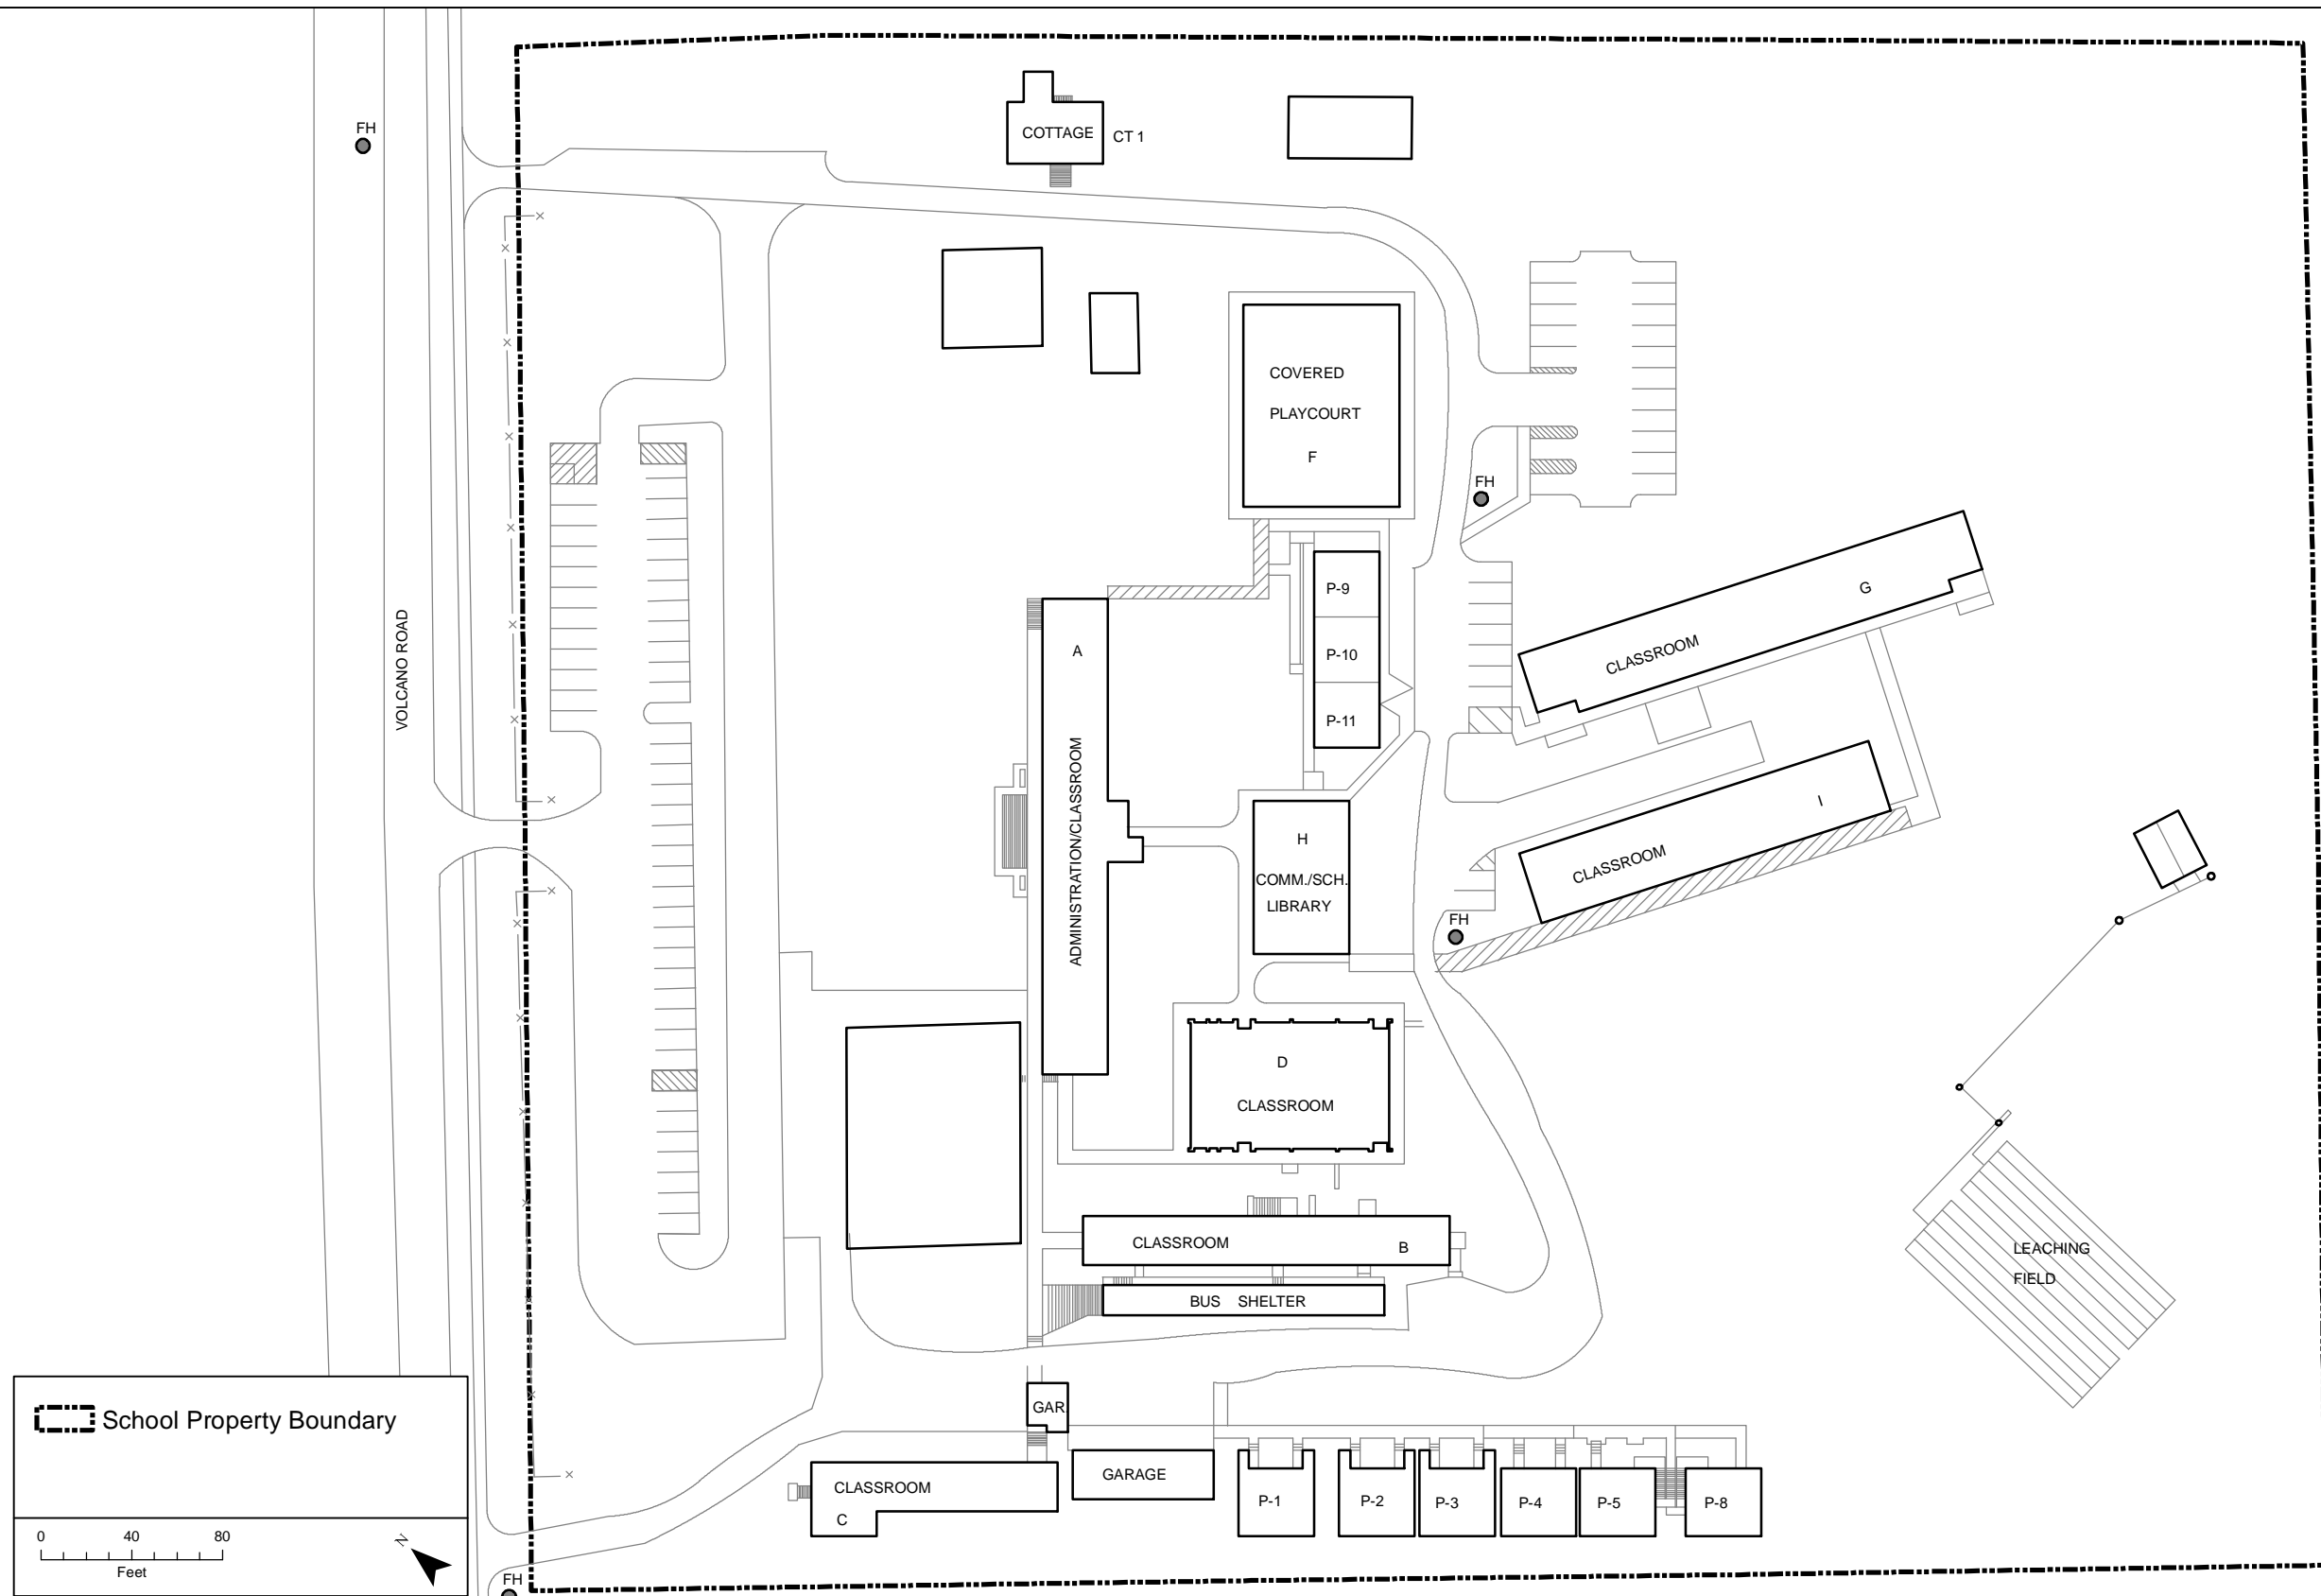 FH
COTTAGE CT 1
COVERED
PLAYCOURT
F
FH
P-9
G
VOLCANO ROAD
A
P-10
CLASSROOM
P-11
ADMINISTRATION/CLASSROOM
I
H
CLASSROOM
COMM./SCH.
LIBRARY
FH
D
CLASSROOM
CLASSROOM B
LEACHING
FIELD
BUS SHELTER
GAR.
School Property Boundary
GARAGE
CLASSROOM
C
P-1 P-2 P-3 P-4 P-5 P-8
0 40 80
Feet
N
FH